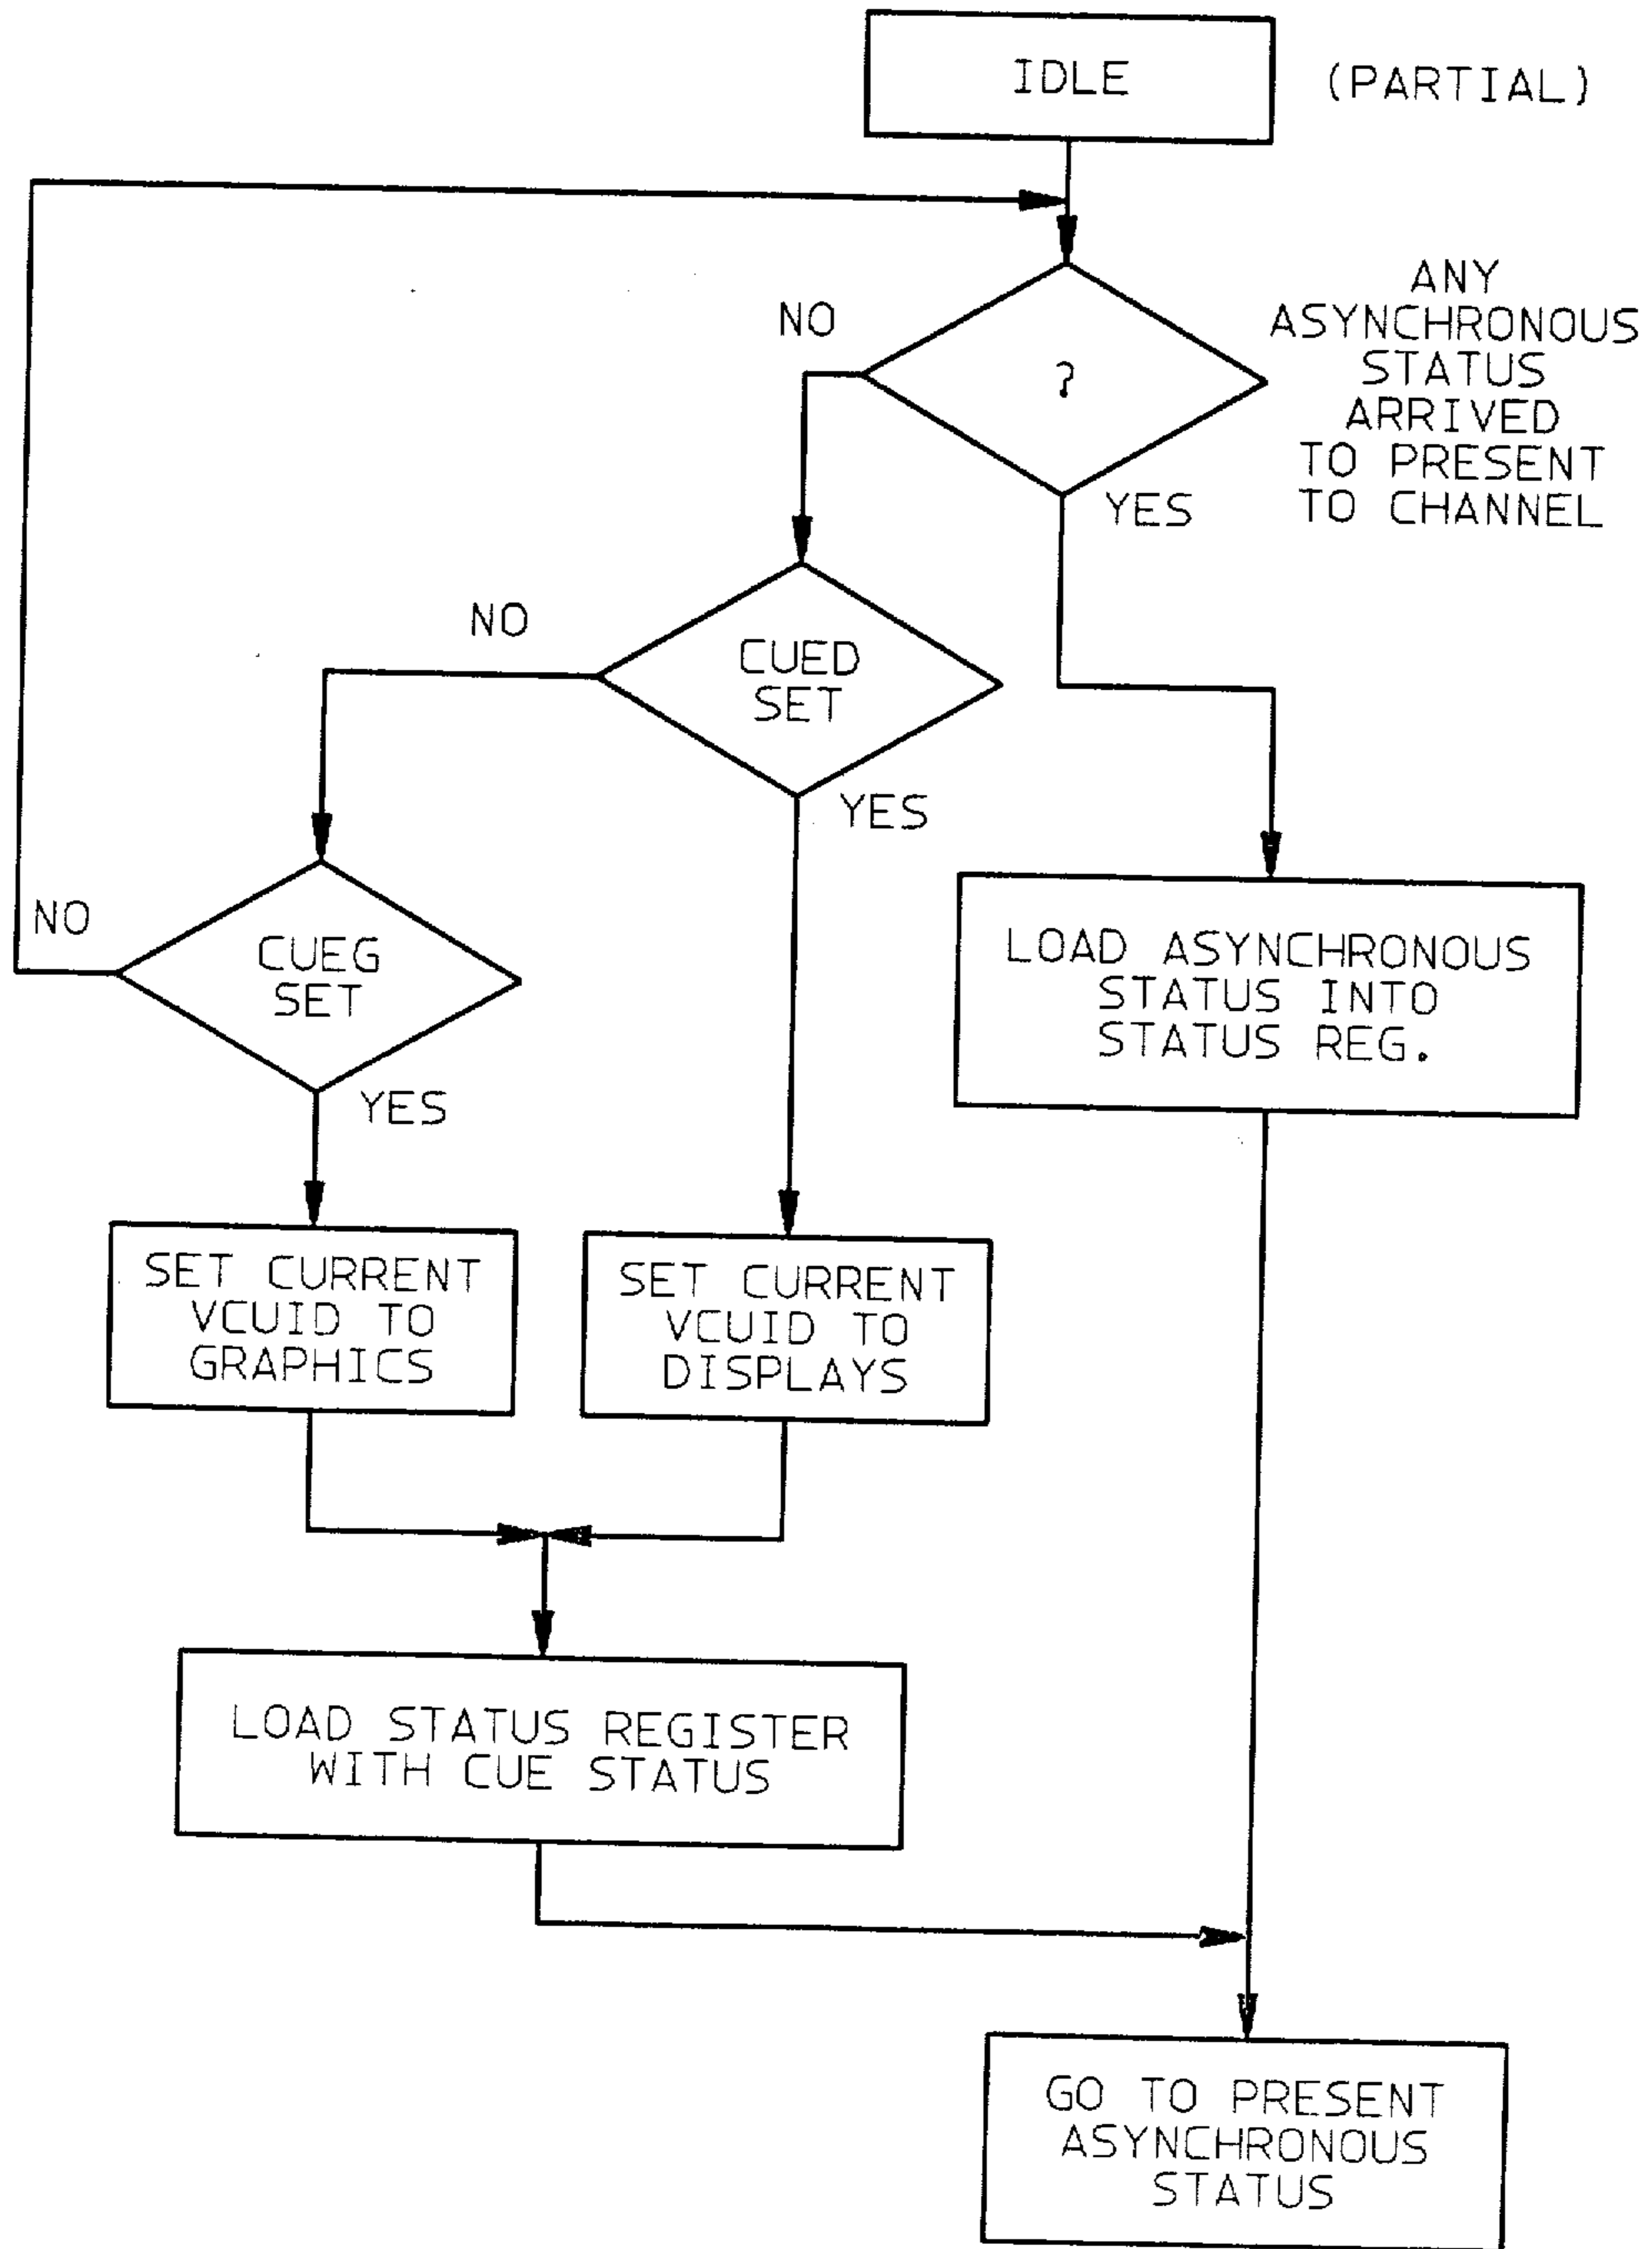 IDLE
(PARTIAL)
NO
?
ANY
ASYNCHRONOUS
STATUS
ARRIVED
TO PRESENT
TO CHANNEL
YES
NO
CUED
SET
YES
NO
CUEG
SET
YES
LOAD ASYNCHRONOUS
STATUS INTO
STATUS REG.
SET CURRENT
VCUID TO
GRAPHICS
SET CURRENT
VCUID TO
DISPLAYS
LOAD STATUS REGISTER
WITH CUE STATUS
GO TO PRESENT
ASYNCHRONOUS
STATUS